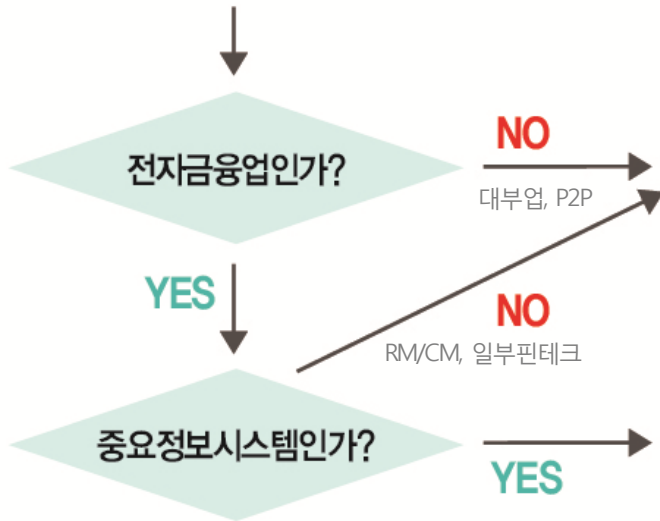 전자금융업인가?
NO
대부업, P2P
YES
NO
RM/CM, 일부핀테크
중요정보시스템인가?
YES